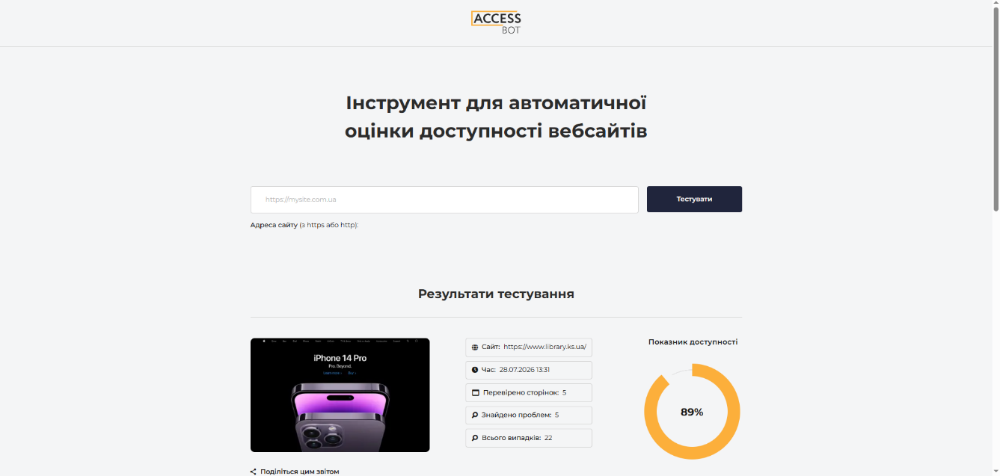 ACCESS
BOT
Інструмент для автоматичної
оцінки доступності вебсайтів
https://mysite.com.ua
Тестувати
Адреса сайту (з https або http):
Результати тестування
iPhone 14 Pro
Pro. Beyond.
Learn more > Buy >
Сайт: https://www.library.ks.ua/
Час: 28.07.2026 13:31
Перевірено сторінок: 5
Знайдено проблем: 5
Всього випадків: 22
Показник доступності
89%
Поділіться цим звітом